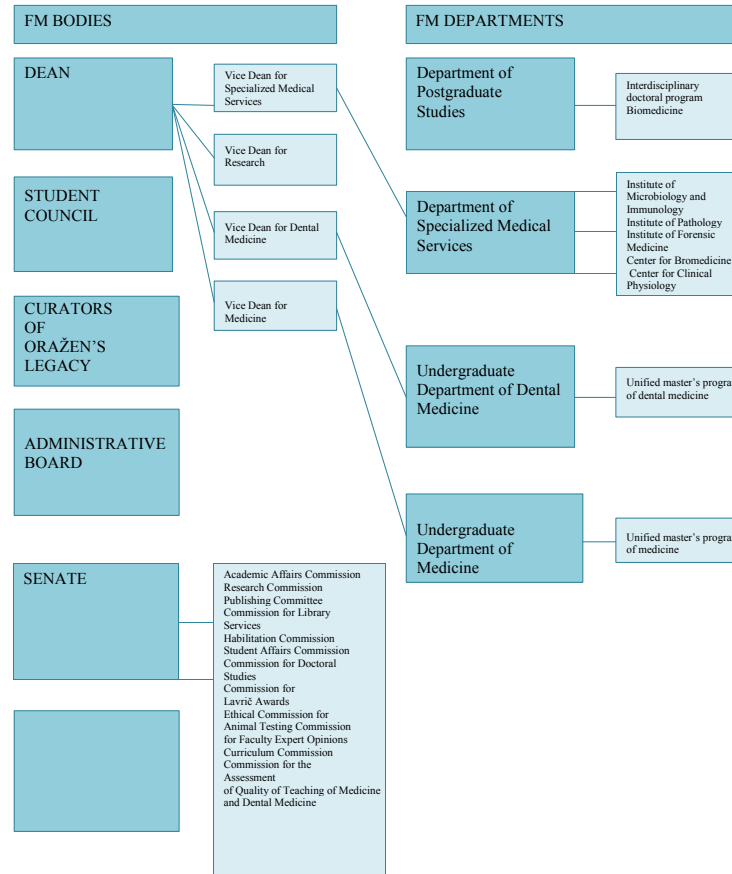 FM BODIES
DEAN
Vice Dean for
Specialized Medical
Services
Vice Dean for
Research
STUDENT
COUNCIL
Vice Dean for Dental
Medicine
Vice Dean for
Medicine
CURATORS
OF
ORAŽEN'S
LEGACY
ADMINISTRATIVE
BOARD
SENATE
Academic Affairs Commission
Research Commission
Publishing Committee
Commission for Library
Services
Habilitation Commission
Student Affairs Commission
Commission for Doctoral
Studies
Commission for
Lavrič Awards
Ethical Commission for
Animal Testing Commission
for Faculty Expert Opinions
Curriculum Commission
Commission for the
Assessment
of Quality of Teaching of Medicine
and Dental Medicine
FM DEPARTMENTS
Department of
Postgraduate
Studies
Interdisciplinary
doctoral program
Biomedicine
Department of
Specialized Medical
Services
Institute of
Microbiology and
Immunology
Institute of Pathology
Institute of Forensic
Medicine
Center for Bromedicine
Center for Clinical
Physiology
Undergraduate
Department of Dental
Medicine
Unified master's program
of dental medicine
Undergraduate
Department of
Medicine
Unified master's program
of medicine